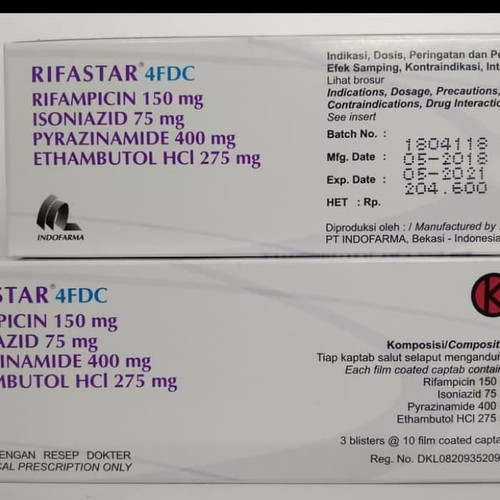 RIFASTAR® 4FDC
RIFAMPICIN 150 mg
ISONIAZID 75 mg
PYRAZINAMIDE 400 mg
ETHAMBUTOL HCl 275 mg
INDOFARMA
Indikasi, Dosis, Peringatan dan Pe
Efek Samping, Kontraindikasi, Int
Lihat brosur
Indications, Dosage, Precautions,
Contraindications, Drug Interactio
See insert
Batch No. : 1804118
Mfg. Date : 05-2018
Exp. Date : 05-2021
HET : Rp. 204.600
Diproduksi oleh : / Manufactured by
PT INDOFARMA, Bekasi - Indonesia
STAR® 4FDC
PICIN 150 mg
AZID 75 mg
INAMIDE 400 mg
MBUTOL HCl 275 mg
ENGAN RESEP DOKTER
CAL PRESCRIPTION ONLY
K
Komposisi/Composit
Tiap kaptab salut selaput mengandun
Each film coated captab contain
Rifampicin 150
Isoniazid 75
Pyrazinamide 400
Ethambutol HCl 275
3 blisters @ 10 film coated capta
Reg. No. DKL0820935209